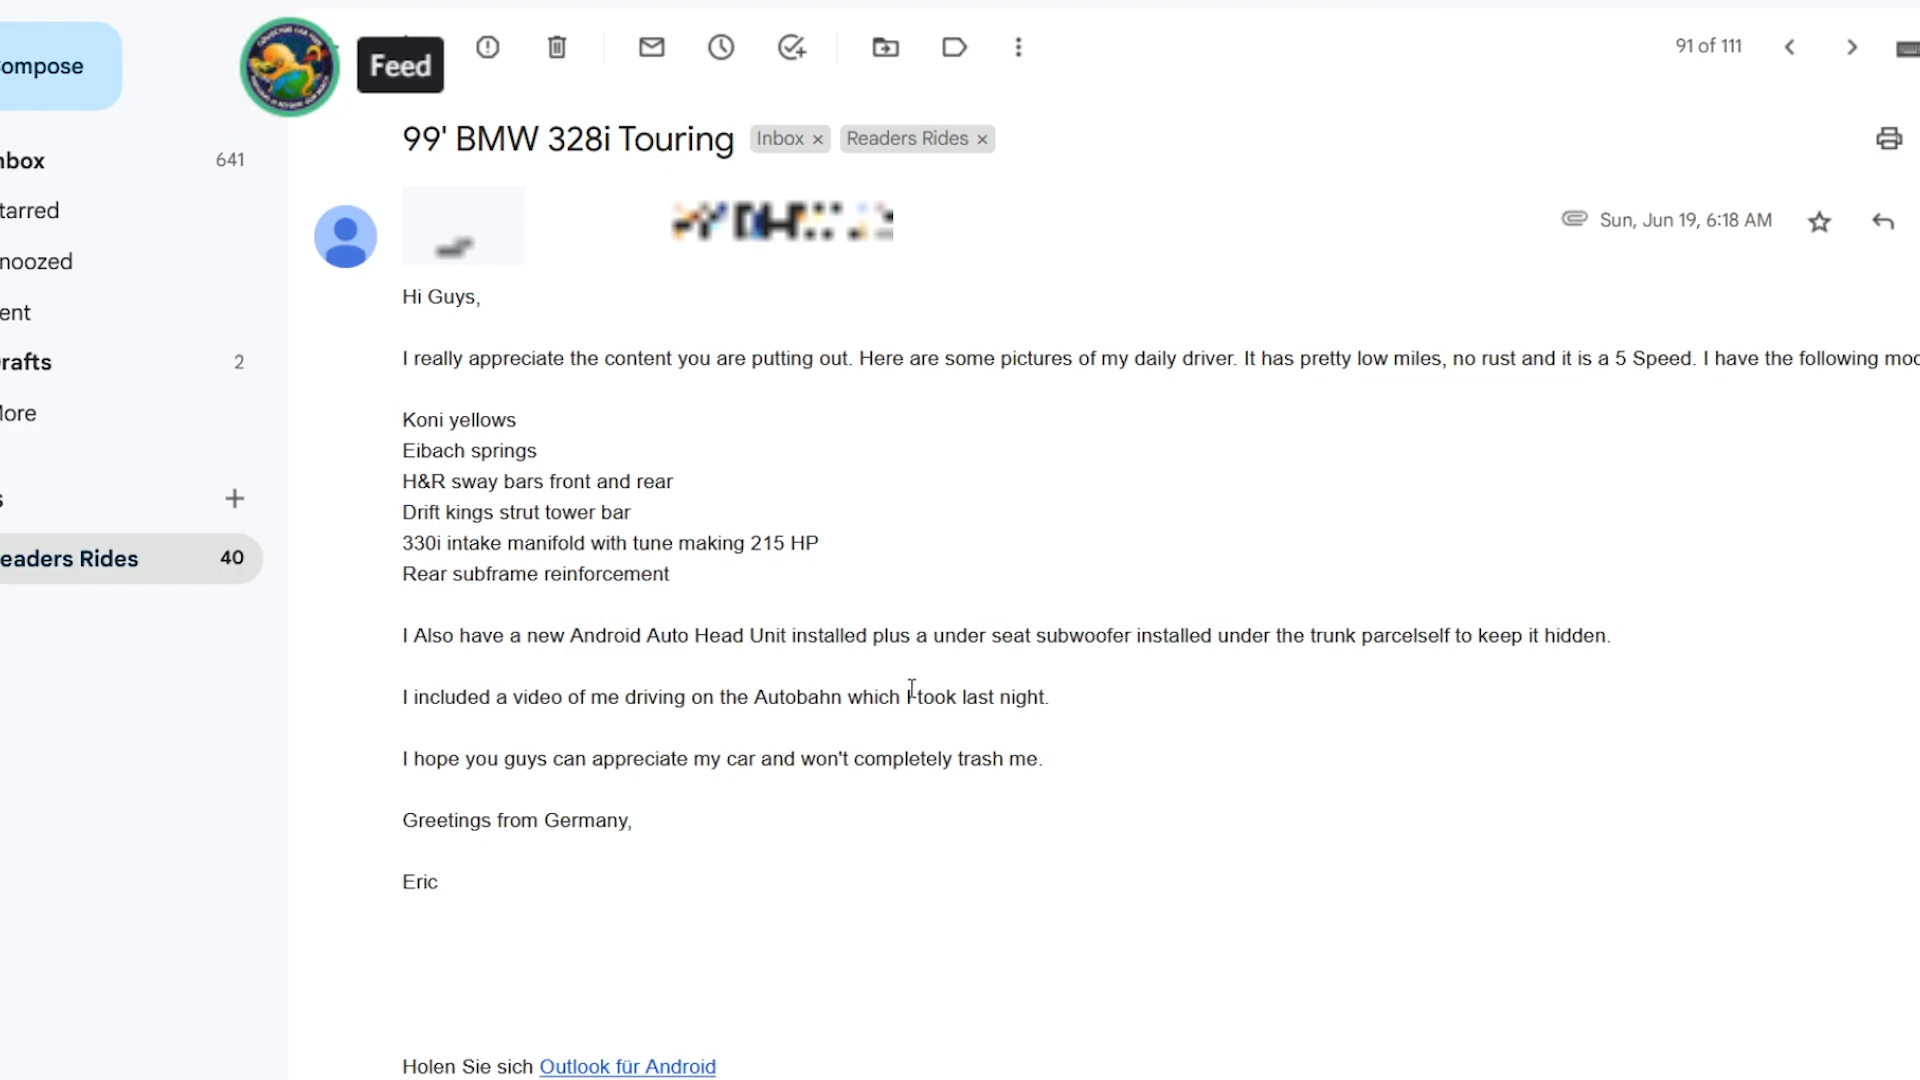 ompose
Feed
91 of 111
99' BMW 328i Touring Inbox × Readers Rides ×
nbox 641
tarred
noozed
ent
rafts 2
ore
eaders Rides 40
Sun, Jun 19, 6:18 AM
Hi Guys,
I really appreciate the content you are putting out. Here are some pictures of my daily driver. It has pretty low miles, no rust and it is a 5 Speed. I have the following mod
Koni yellows
Eibach springs
H&R sway bars front and rear
Drift kings strut tower bar
330i intake manifold with tune making 215 HP
Rear subframe reinforcement
I Also have a new Android Auto Head Unit installed plus a under seat subwoofer installed under the trunk parcelself to keep it hidden.
I included a video of me driving on the Autobahn which I took last night.
I hope you guys can appreciate my car and won't completely trash me.
Greetings from Germany,
Eric
Holen Sie sich Outlook für Android